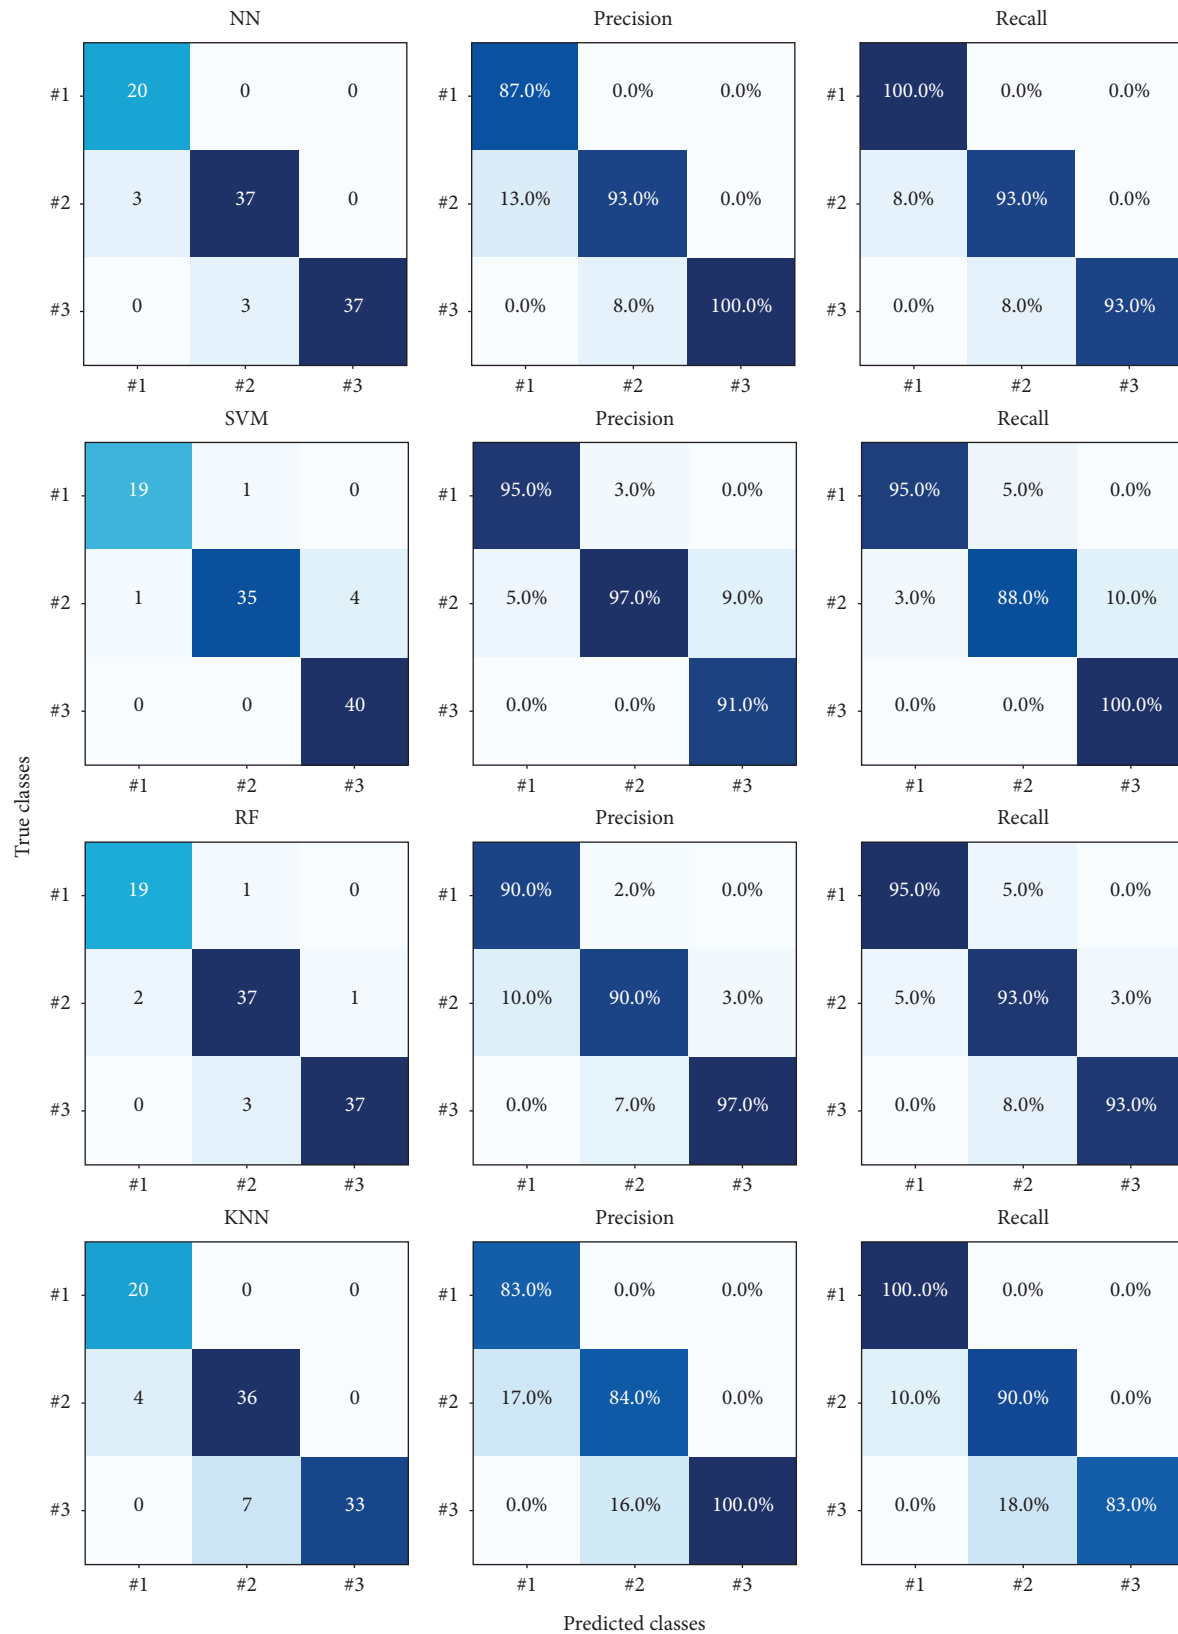 NN Precision Recall
#1 20 0 0 #1 87.0% 0.0% 0.0% #1 100.0% 0.0% 0.0%
#2 3 37 0 #2 13.0% 93.0% 0.0% #2 8.0% 93.0% 0.0%
#3 0 3 37 #3 0.0% 8.0% 100.0% #3 0.0% 8.0% 93.0%
#1 #2 #3 #1 #2 #3 #1 #2 #3
SVM Precision Recall
#1 19 1 0 #1 95.0% 3.0% 0.0% #1 95.0% 5.0% 0.0%
#2 1 35 4 #2 5.0% 97.0% 9.0% #2 3.0% 88.0% 10.0%
#3 0 0 40 #3 0.0% 0.0% 91.0% #3 0.0% 0.0% 100.0%
#1 #2 #3 #1 #2 #3 #1 #2 #3
True classes
RF Precision Recall
#1 19 1 0 #1 90.0% 2.0% 0.0% #1 95.0% 5.0% 0.0%
#2 2 37 1 #2 10.0% 90.0% 3.0% #2 5.0% 93.0% 3.0%
#3 0 3 37 #3 0.0% 7.0% 97.0% #3 0.0% 8.0% 93.0%
#1 #2 #3 #1 #2 #3 #1 #2 #3
KNN Precision Recall
#1 20 0 0 #1 83.0% 0.0% 0.0% #1 100..0% 0.0% 0.0%
#2 4 36 0 #2 17.0% 84.0% 0.0% #2 10.0% 90.0% 0.0%
#3 0 7 33 #3 0.0% 16.0% 100.0% #3 0.0% 18.0% 83.0%
#1 #2 #3 #1 #2 #3 #1 #2 #3
Predicted classes